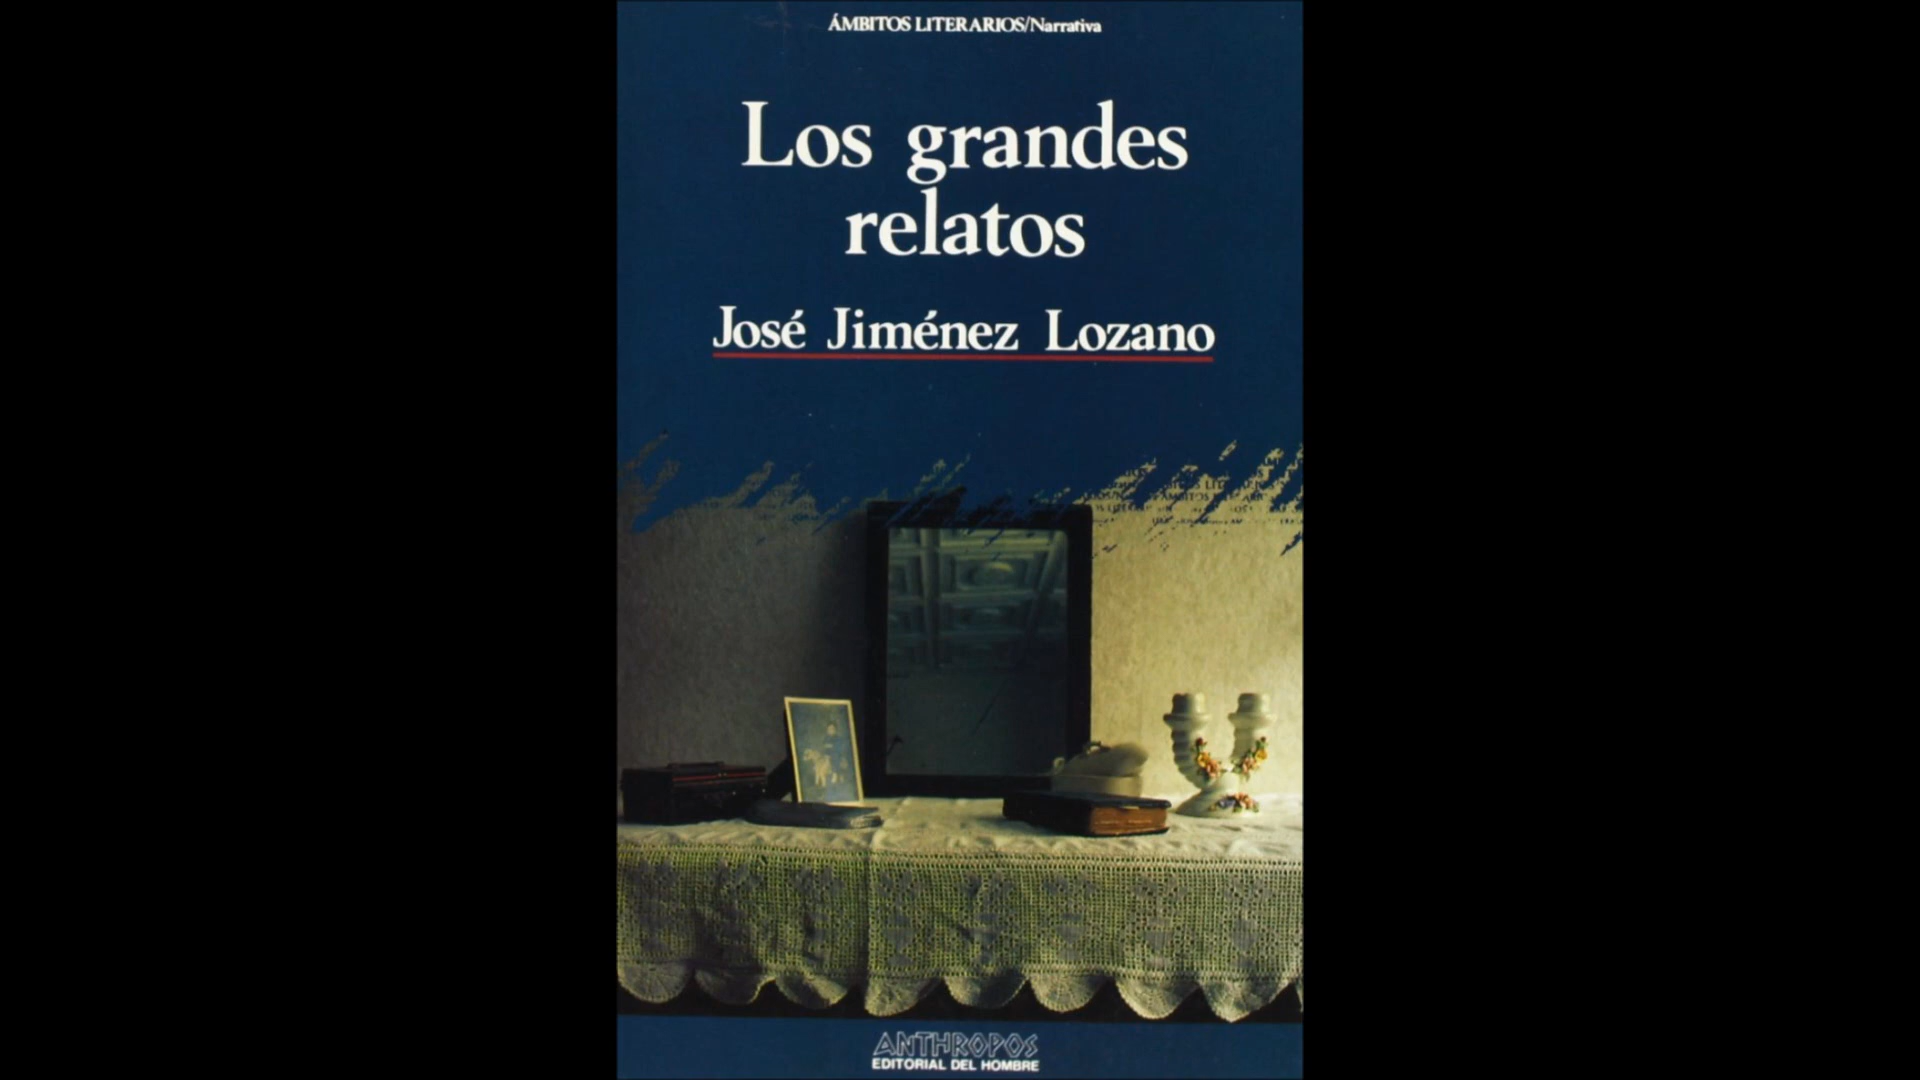 ÁMBITOS LITERARIOS/Narrativa
Los grandes
relatos
José Jiménez Lozano
ANTHROPOS
EDITORIAL DEL HOMBRE